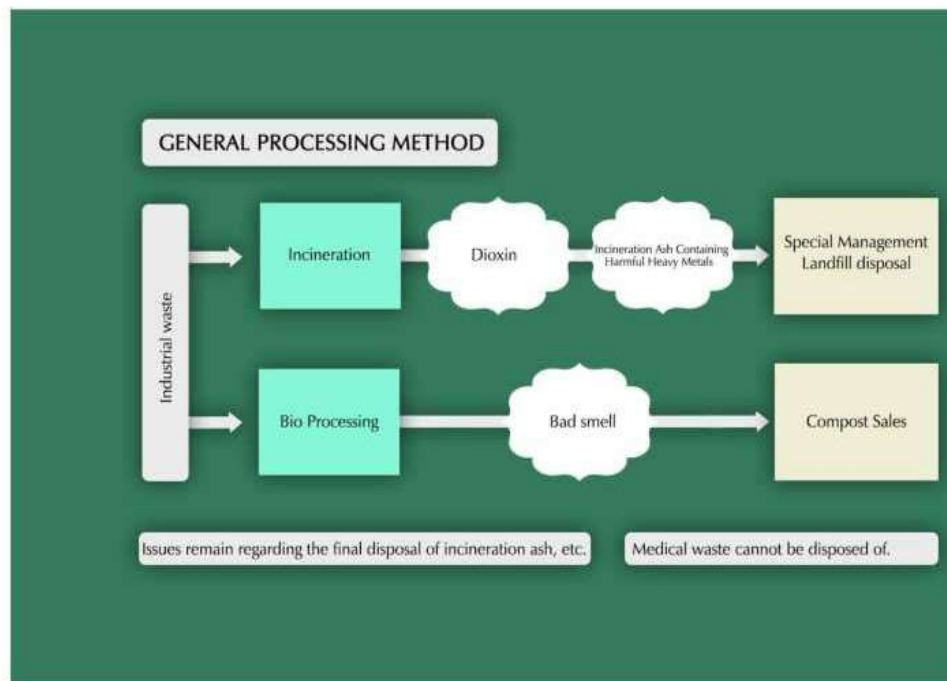 GENERAL PROCESSING METHOD
Industrial waste
Incineration
Dioxin
Incineration Ash Containing
Harmful Heavy Metals
Special Management
Landfill disposal
Bio Processing
Bad smell
Compost Sales
Issues remain regarding the final disposal of incineration ash, etc.
Medical waste cannot be disposed of.